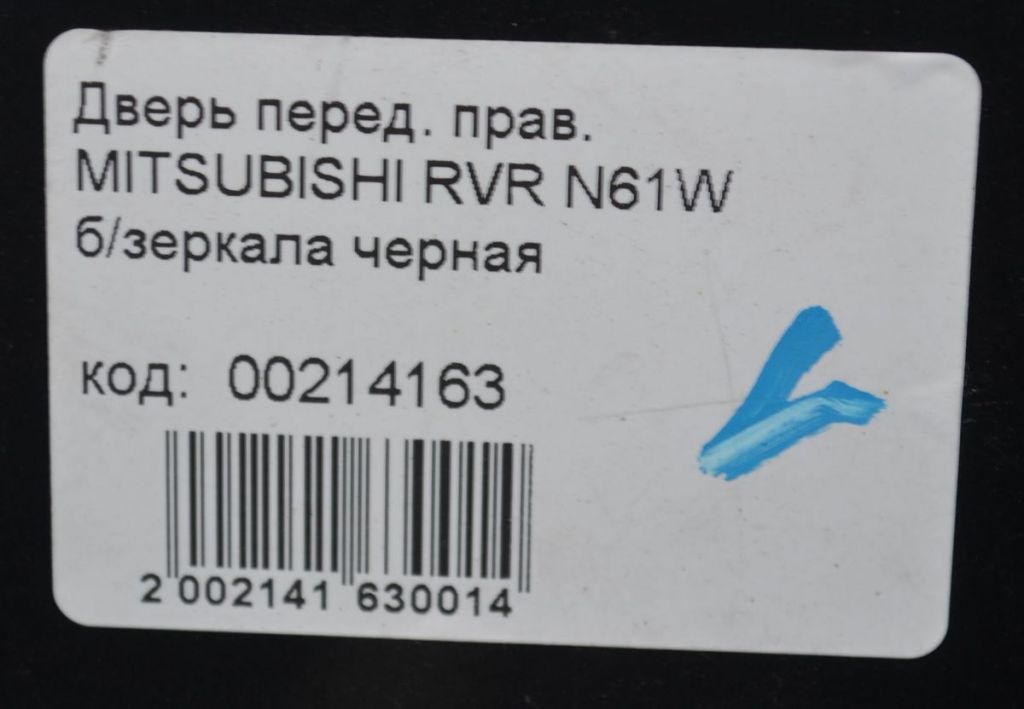 Дверь перед. прав.
MITSUBISHI RVR N61W
б/зеркала черная
код: 00214163
2 002141 630014